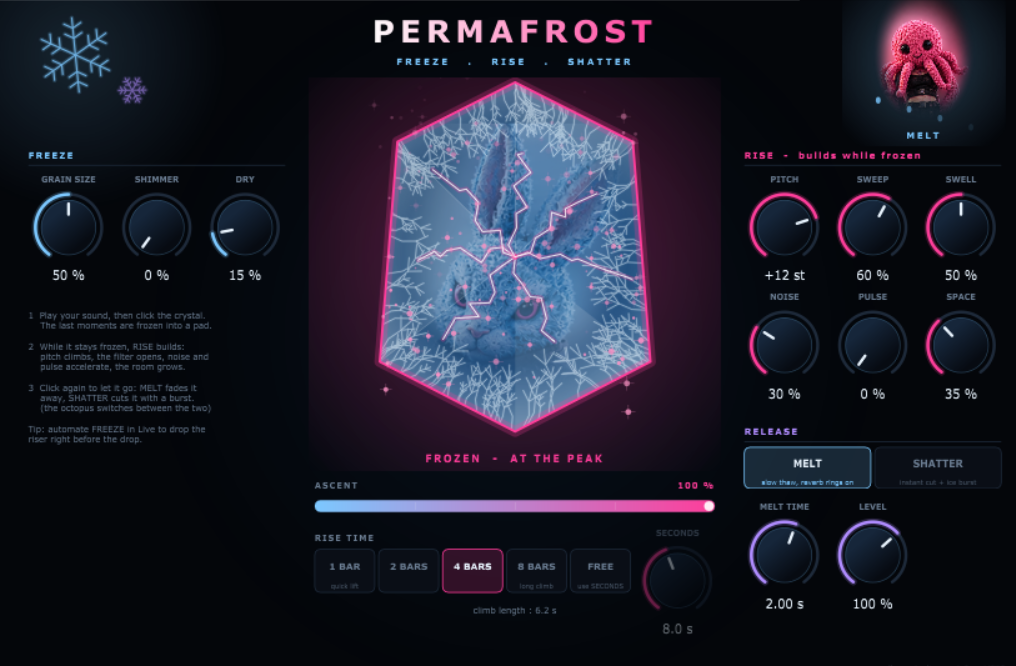 PERMAFROST
FREEZE . RISE . SHATTER
MELT
FREEZE
GRAIN SIZE SHIMMER DRY
50 % 0 % 15 %
1 Play your sound, then click the crystal.
The last moments are frozen into a pad.
2 While it stays frozen, RISE builds:
pitch climbs, the filter opens, noise and
pulse accelerate, the room grows.
3 Click again to let it go: MELT fades it
away, SHATTER cuts it with a burst.
(the octopus switches between the two)
Tip: automate FREEZE in Live to drop the
riser right before the drop.
FROZEN - AT THE PEAK
ASCENT 100 %
RISE TIME
1 BAR 2 BARS 4 BARS 8 BARS FREE
quick lift long climb use SECONDS
climb length : 6.2 s
SECONDS
8.0 s
RISE - builds while frozen
PITCH SWEEP SWELL
+12 st 60 % 50 %
NOISE PULSE SPACE
30 % 0 % 35 %
RELEASE
MELT SHATTER
slow thaw, reverb rings on instant cut + ice burst
MELT TIME LEVEL
2.00 s 100 %